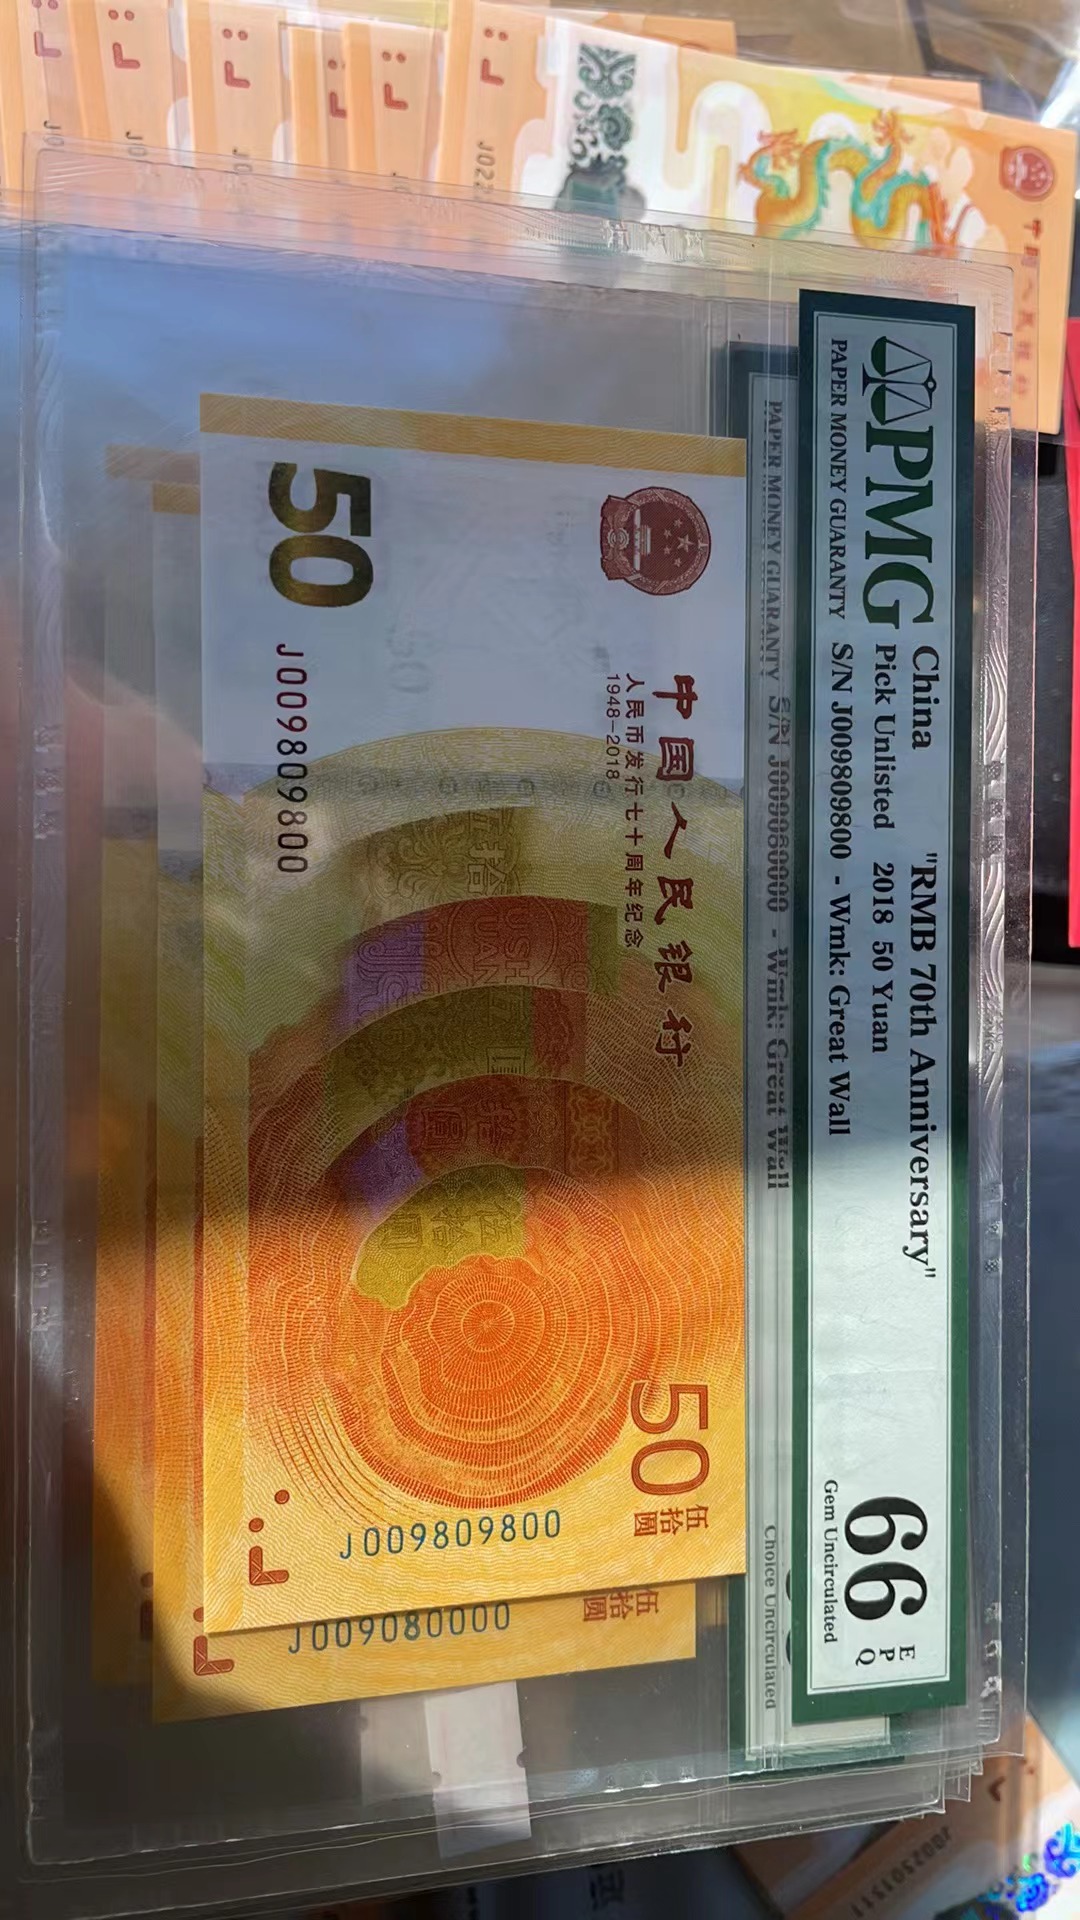 PMG
PAPER MONEY GUARANTY
China "RMB 70th Anniversary"
Pick Unlisted 2018 50 Yuan
S/N J009809800 - Wmk: Great Wall
66 EPQ
Gem Uncirculated
PAPER MONEY GUARANTY S/N J009080000 - Wmk: Great Wall
Choice Uncirculated
中国人民银行
人民币发行七十周年纪念
1948-2018
50
J009809800
50
伍拾圆
J009809800
伍拾圆
J009080000